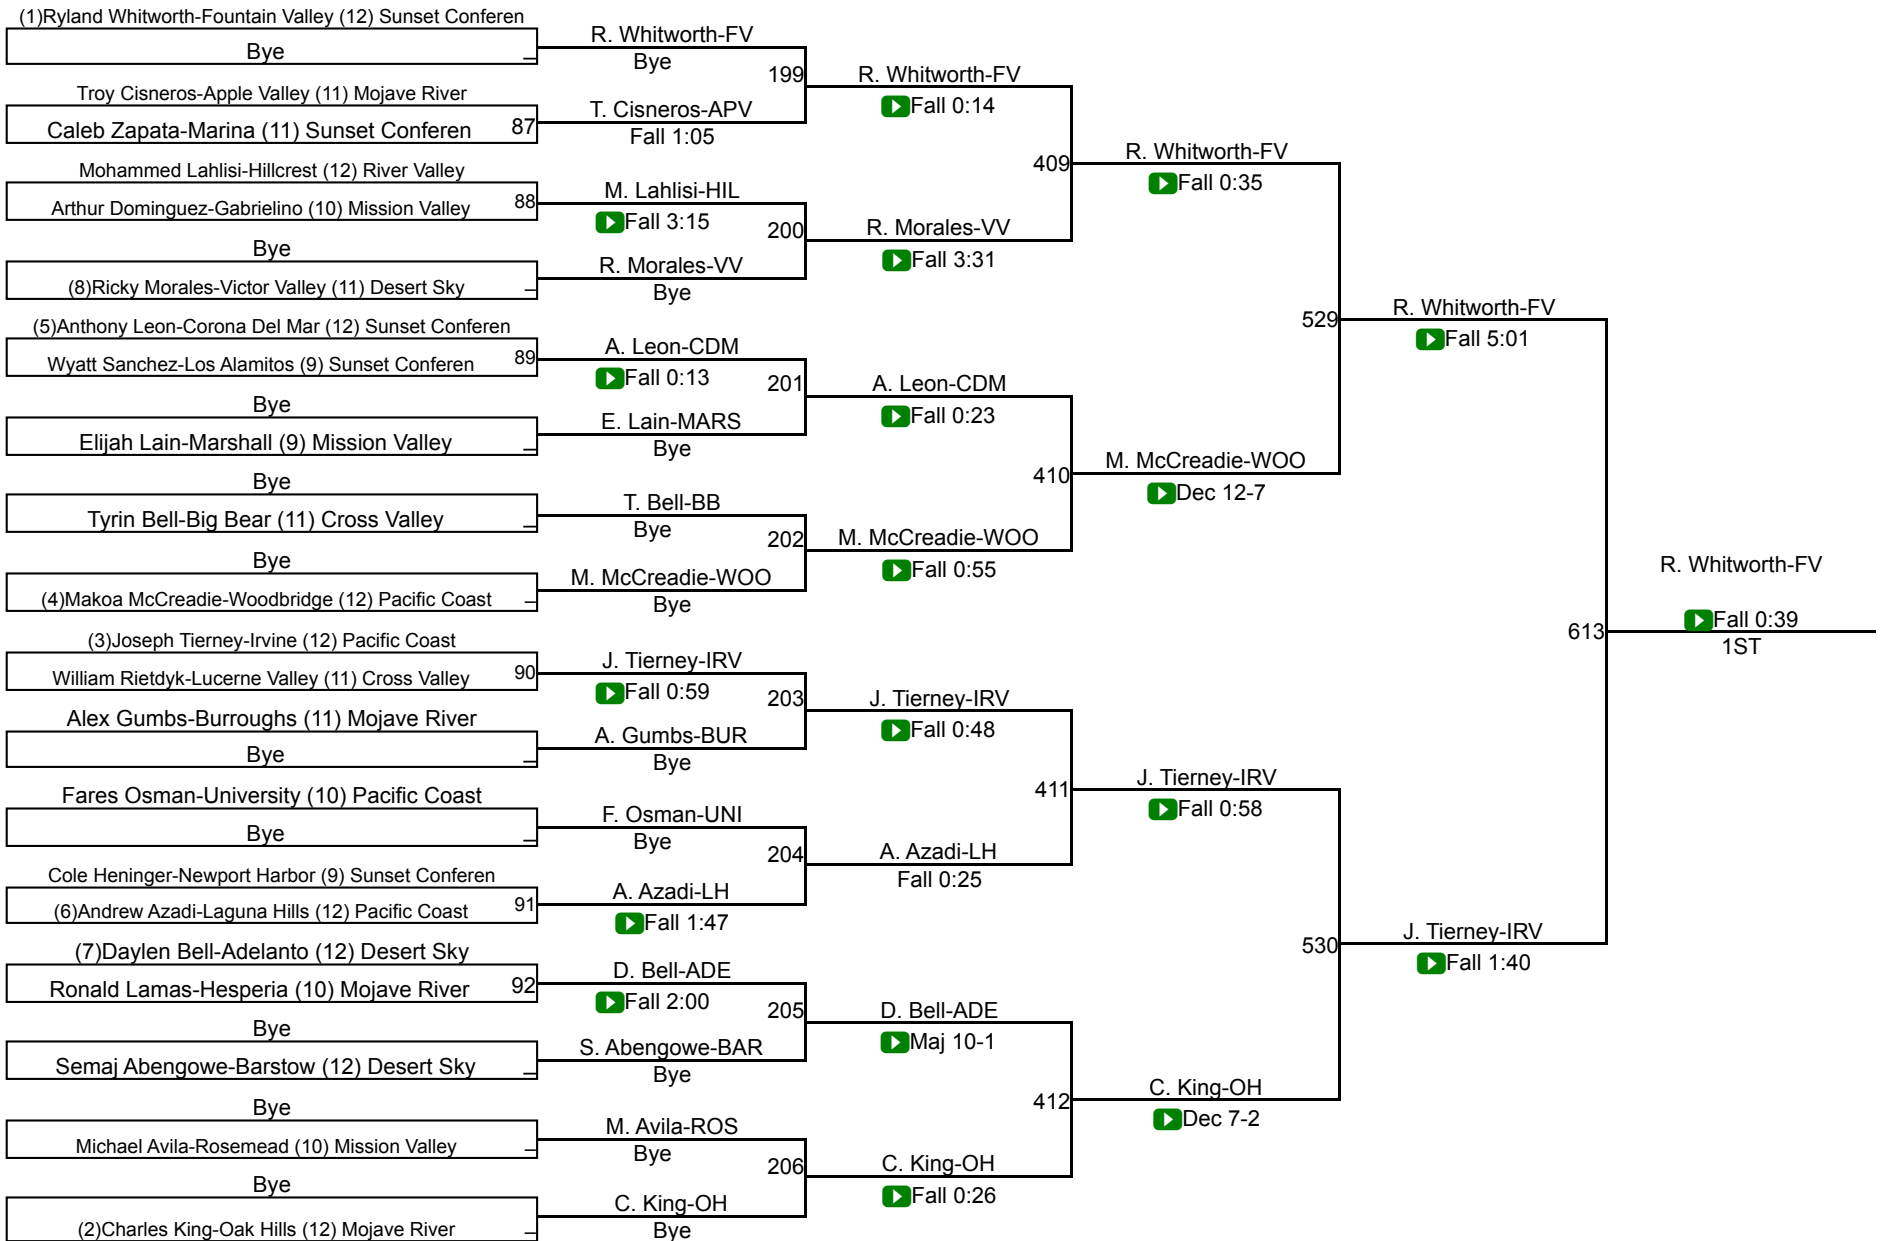 (1)Ryland Whitworth-Fountain Valley (12) Sunset Conferen
Bye
Troy Cisneros-Apple Valley (11) Mojave River
Caleb Zapata-Marina (11) Sunset Conferen 87
Mohammed Lahlisi-Hillcrest (12) River Valley
Arthur Dominguez-Gabrielino (10) Mission Valley 88
Bye
(8)Ricky Morales-Victor Valley (11) Desert Sky
(5)Anthony Leon-Corona Del Mar (12) Sunset Conferen
Wyatt Sanchez-Los Alamitos (9) Sunset Conferen 89
Bye
Elijah Lain-Marshall (9) Mission Valley
Bye
Tyrin Bell-Big Bear (11) Cross Valley
Bye
(4)Makoa McCreadie-Woodbridge (12) Pacific Coast
(3)Joseph Tierney-Irvine (12) Pacific Coast
William Rietdyk-Lucerne Valley (11) Cross Valley 90
Alex Gumbs-Burroughs (11) Mojave River
Bye
Fares Osman-University (10) Pacific Coast
Bye
Cole Heninger-Newport Harbor (9) Sunset Conferen
(6)Andrew Azadi-Laguna Hills (12) Pacific Coast 91
(7)Daylen Bell-Adelanto (12) Desert Sky
Ronald Lamas-Hesperia (10) Mojave River 92
Bye
Semaj Abengowe-Barstow (12) Desert Sky
Bye
Michael Avila-Rosemead (10) Mission Valley
Bye
(2)Charles King-Oak Hills (12) Mojave River
R. Whitworth-FV
Bye
199
T. Cisneros-APV
Fall 1:05
M. Lahlisi-HIL
Fall 3:15
200
R. Morales-VV
Bye
A. Leon-CDM
Fall 0:13
201
E. Lain-MARS
Bye
T. Bell-BB
Bye
202
M. McCreadie-WOO
Bye
J. Tierney-IRV
Fall 0:59
203
A. Gumbs-BUR
Bye
F. Osman-UNI
Bye
204
A. Azadi-LH
Fall 1:47
D. Bell-ADE
Fall 2:00
205
S. Abengowe-BAR
Bye
M. Avila-ROS
Bye
206
C. King-OH
Bye
R. Whitworth-FV
Fall 0:14
409
R. Morales-VV
Fall 3:31
A. Leon-CDM
Fall 0:23
410
M. McCreadie-WOO
Fall 0:55
J. Tierney-IRV
Fall 0:48
411
A. Azadi-LH
Fall 0:25
D. Bell-ADE
Maj 10-1
412
C. King-OH
Fall 0:26
R. Whitworth-FV
Fall 0:35
529
M. McCreadie-WOO
Dec 12-7
J. Tierney-IRV
Fall 0:58
530
C. King-OH
Dec 7-2
R. Whitworth-FV
Fall 5:01
613
J. Tierney-IRV
Fall 1:40
R. Whitworth-FV
Fall 0:39
1ST